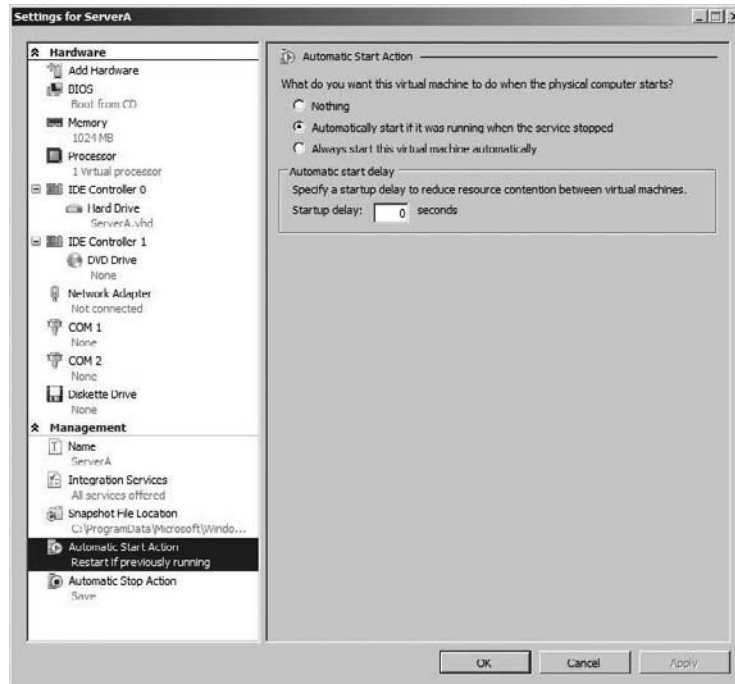 Settings for ServerA
Hardware
Add Hardware
BIOS
Boot from CD
Memory
1024 MB
Processor
1 Virtual processor
IDE Controller 0
Hard Drive
ServerA.vhd
IDE Controller 1
DVD Drive
None
Network Adapter
Not connected
COM 1
None
COM 2
None
Diskette Drive
None
Management
Name
ServerA
Integration Services
All services offered
Snapshot File Location
C:\ProgramData\Microsoft\Windo...
Automatic Start Action
Restart if previously running
Automatic Stop Action
Save
Automatic Start Action
What do you want this virtual machine to do when the physical computer starts?
Nothing
Automatically start if it was running when the service stopped
Always start this virtual machine automatically
Automatic start delay
Specify a startup delay to reduce resource contention between virtual machines.
Startup delay: 0 seconds
OK Cancel Apply